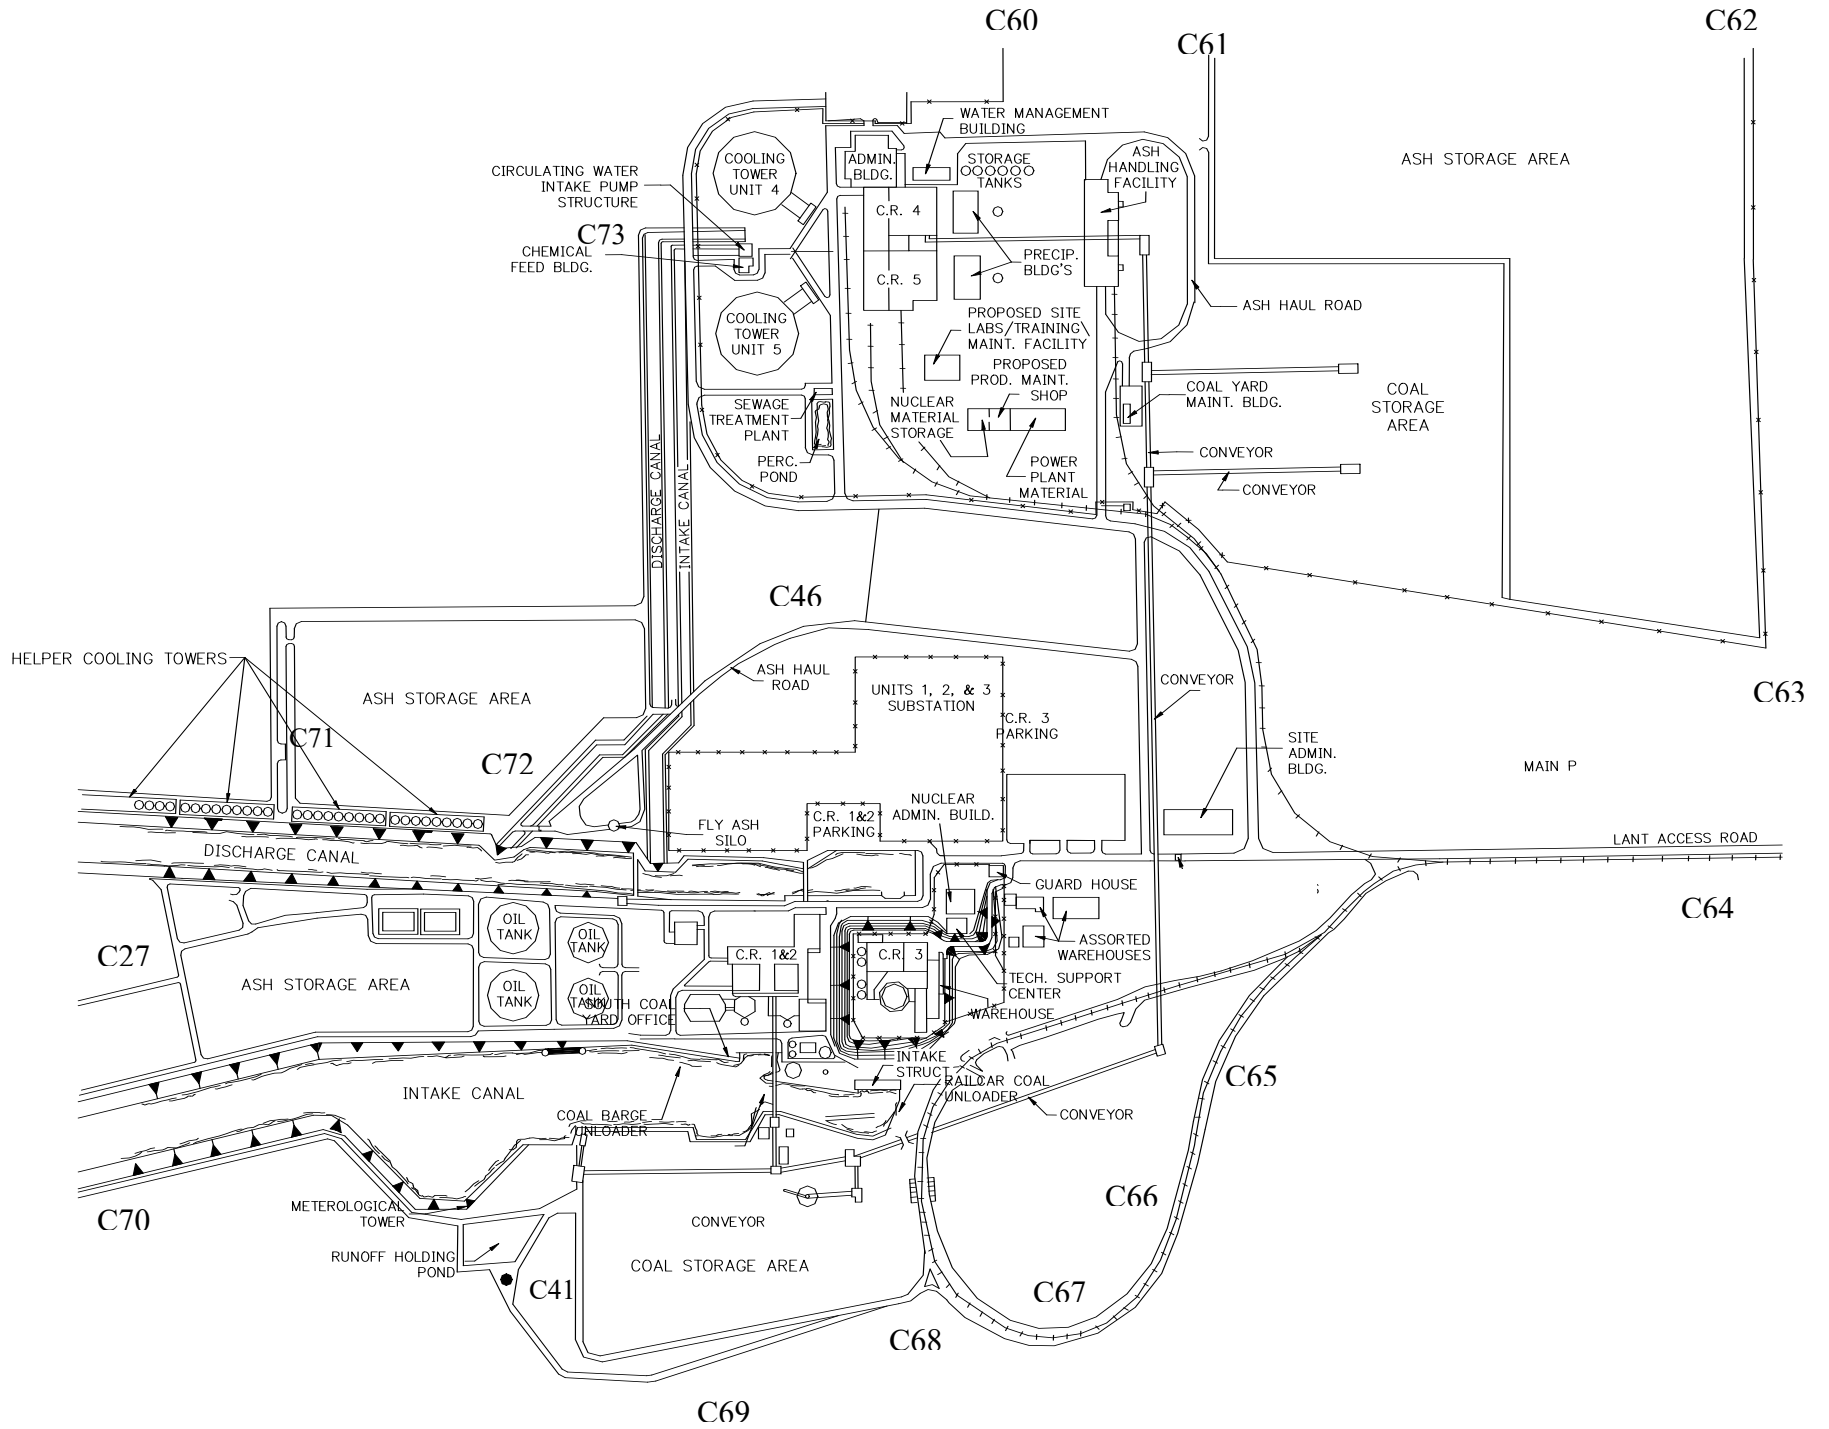 C60
C62
C61
WATER MANAGEMENT
BUILDING
COOLING
TOWER
UNIT 4
ADMIN.
BLDG.
STORAGE
TANKS
ASH
HANDLING
FACILITY
ASH STORAGE AREA
CIRCULATING WATER
INTAKE PUMP
STRUCTURE
C.R. 4
C73
CHEMICAL
FEED BLDG.
PRECIP.
BLDG'S
C.R. 5
ASH HAUL ROAD
COOLING
TOWER
UNIT 5
PROPOSED SITE
LABS/TRAINING\
MAINT. FACILITY
PROPOSED
PROD. MAINT.
SHOP
COAL YARD
MAINT. BLDG.
COAL
STORAGE
AREA
SEWAGE
TREATMENT
PLANT
NUCLEAR
MATERIAL
STORAGE
PERC.
POND
POWER
PLANT
MATERIAL
CONVEYOR
CONVEYOR
DISCHARGE CANAL
INTAKE CANAL
C46
HELPER COOLING TOWERS
ASH STORAGE AREA
ASH HAUL
ROAD
UNITS 1, 2, & 3
SUBSTATION
CONVEYOR
C63
C.R. 3
PARKING
C71
C72
SITE
ADMIN.
BLDG.
MAIN P
NUCLEAR
ADMIN. BUILD.
FLY ASH
SILO
C.R. 1&2
PARKING
LANT ACCESS ROAD
DISCHARGE CANAL
GUARD HOUSE
C64
OIL
TANK
OIL
TANK
C27
ASSORTED
WAREHOUSES
C.R. 1&2
C.R. 3
ASH STORAGE AREA
OIL
TANK
OIL
TANK
TECH. SUPPORT
CENTER
SOUTH COAL
YARD OFFICE
WAREHOUSE
INTAKE
STRUCT
C65
RAILCAR COAL
UNLOADER
INTAKE CANAL
COAL BARGE
UNLOADER
CONVEYOR
C66
METEROLOGICAL
TOWER
C70
CONVEYOR
RUNOFF HOLDING
POND
COAL STORAGE AREA
C41
C67
C68
C69